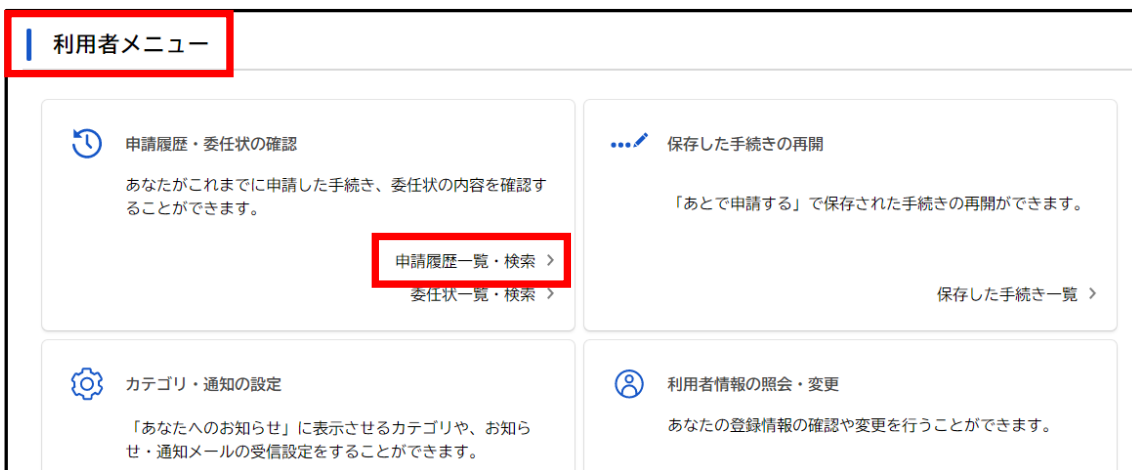 利用者メニュー
申請履歴・委任状の確認
あなたがこれまでに申請した手続き、委任状の内容を確認す
ることができます。
申請履歴一覧・検索
委任状一覧・検索
保存した手続きの再開
「あとで申請する」で保存された手続きの再開ができます。
保存した手続き一覧
カテゴリ・通知の設定
「あなたへのお知らせ」に表示させるカテゴリや、お知ら
せ・通知メールの受信設定をすることができます。
利用者情報の照会・変更
あなたの登録情報の確認や変更を行うことができます。